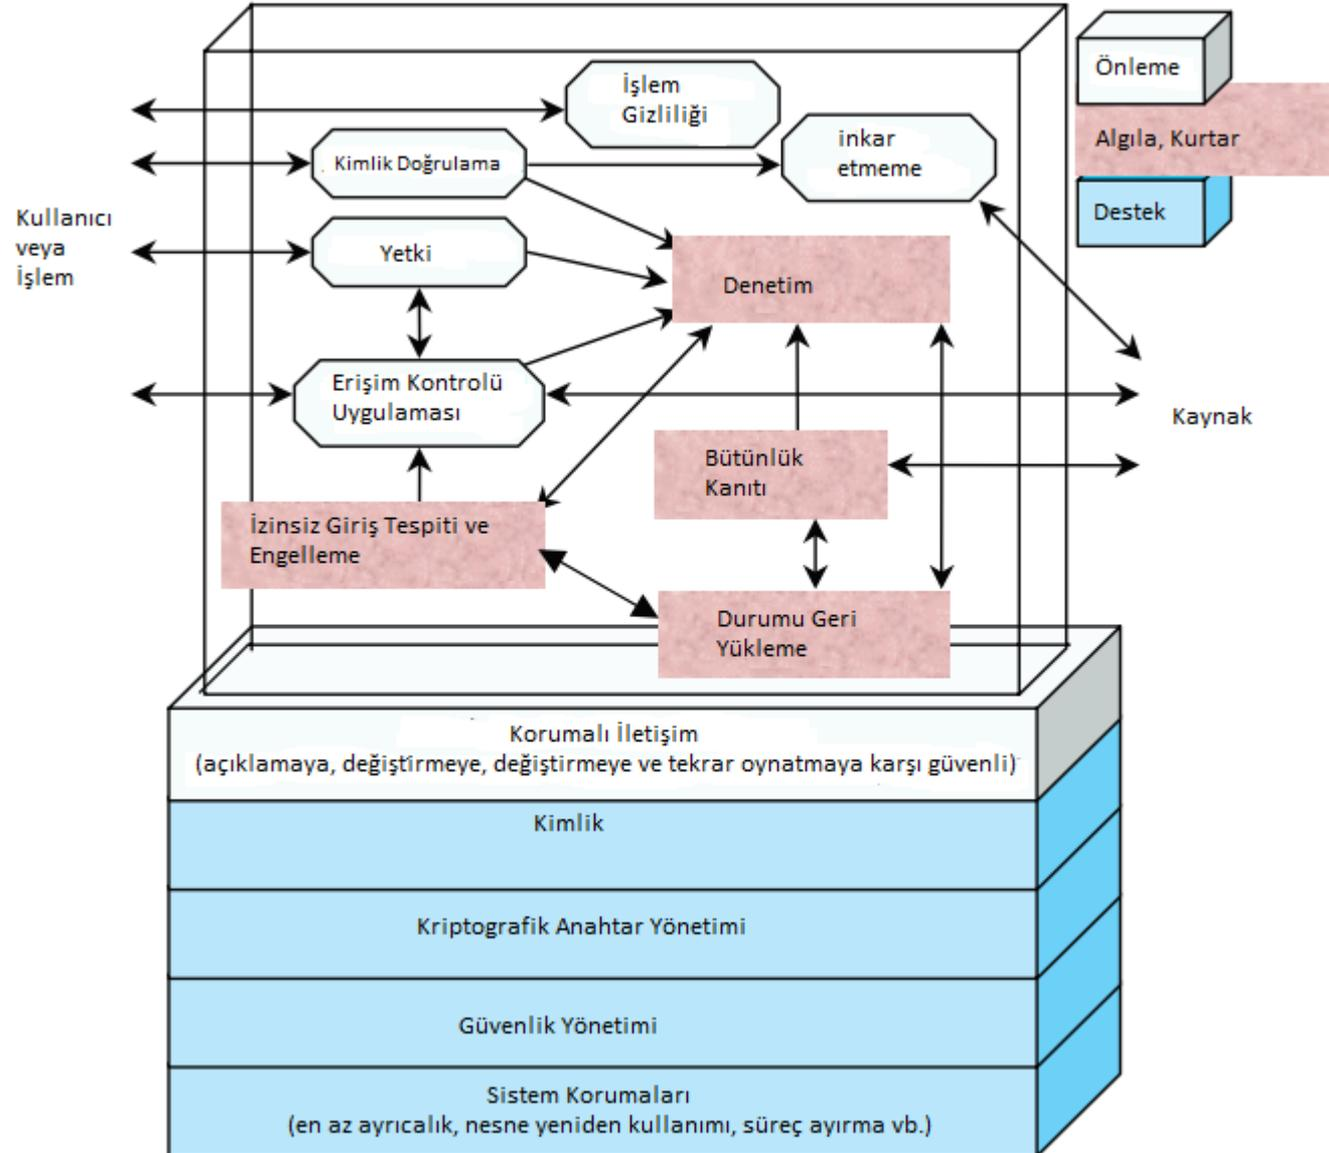 İşlem
Gizliliği
Önleme
Algıla, Kurtar
Destek
inkar
etmeme
Kimlik Doğrulama
Kullanıcı
veya
İşlem
Yetki
Denetim
Erişim Kontrolü
Uygulaması
Kaynak
Bütünlük
Kanıtı
İzinsiz Giriş Tespiti ve
Engelleme
Durumu Geri
Yükleme
Korumalı İletişim
(açıklamaya, değiştirmeye, değiştirmeye ve tekrar oynatmaya karşı güvenli)
Kimlik
Kriptografik Anahtar Yönetimi
Güvenlik Yönetimi
Sistem Korumaları
(en az ayrıcalık, nesne yeniden kullanımı, süreç ayırma vb.)